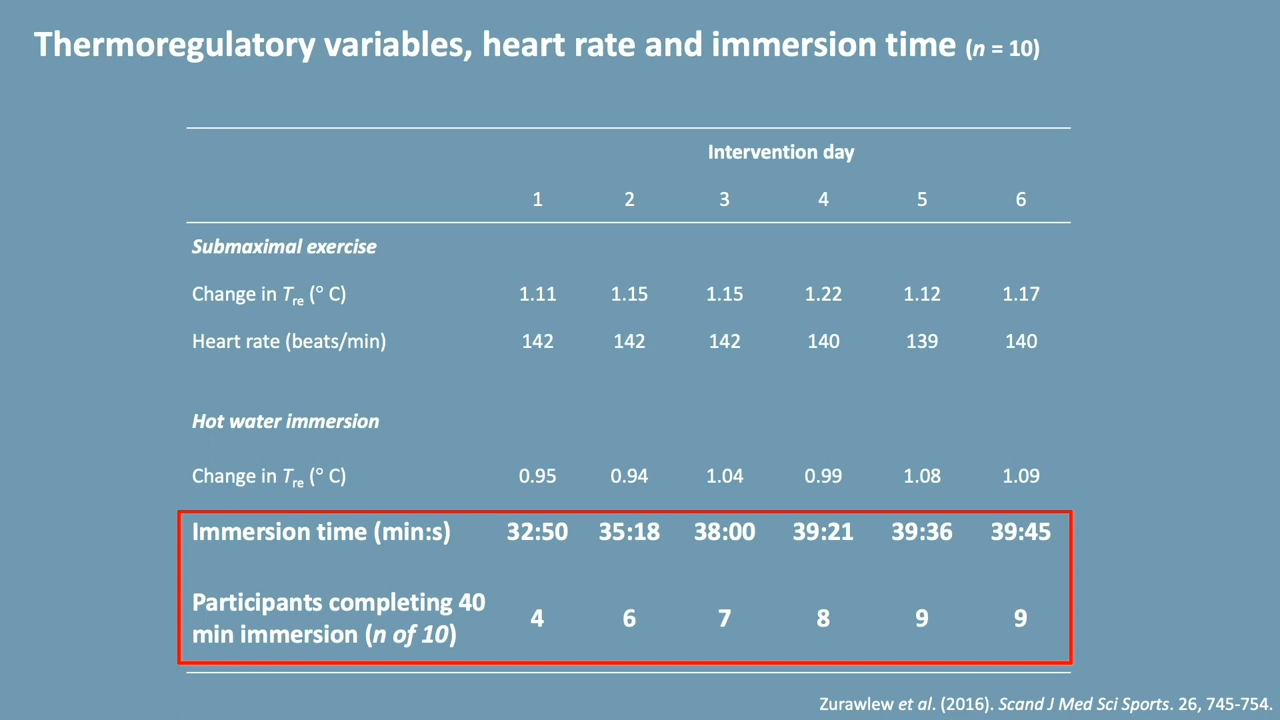 Thermoregulatory variables, heart rate and immersion time (n = 10)
Intervention day
1 2 3 4 5 6
Submaximal exercise
Change in Tre (° C) 1.11 1.15 1.15 1.22 1.12 1.17
Heart rate (beats/min) 142 142 142 140 139 140
Hot water immersion
Change in Tre (° C) 0.95 0.94 1.04 0.99 1.08 1.09
Immersion time (min:s) 32:50 35:18 38:00 39:21 39:36 39:45
Participants completing 40
min immersion (n of 10) 4 6 7 8 9 9
Zurawlew et al. (2016). Scand J Med Sci Sports. 26, 745-754.